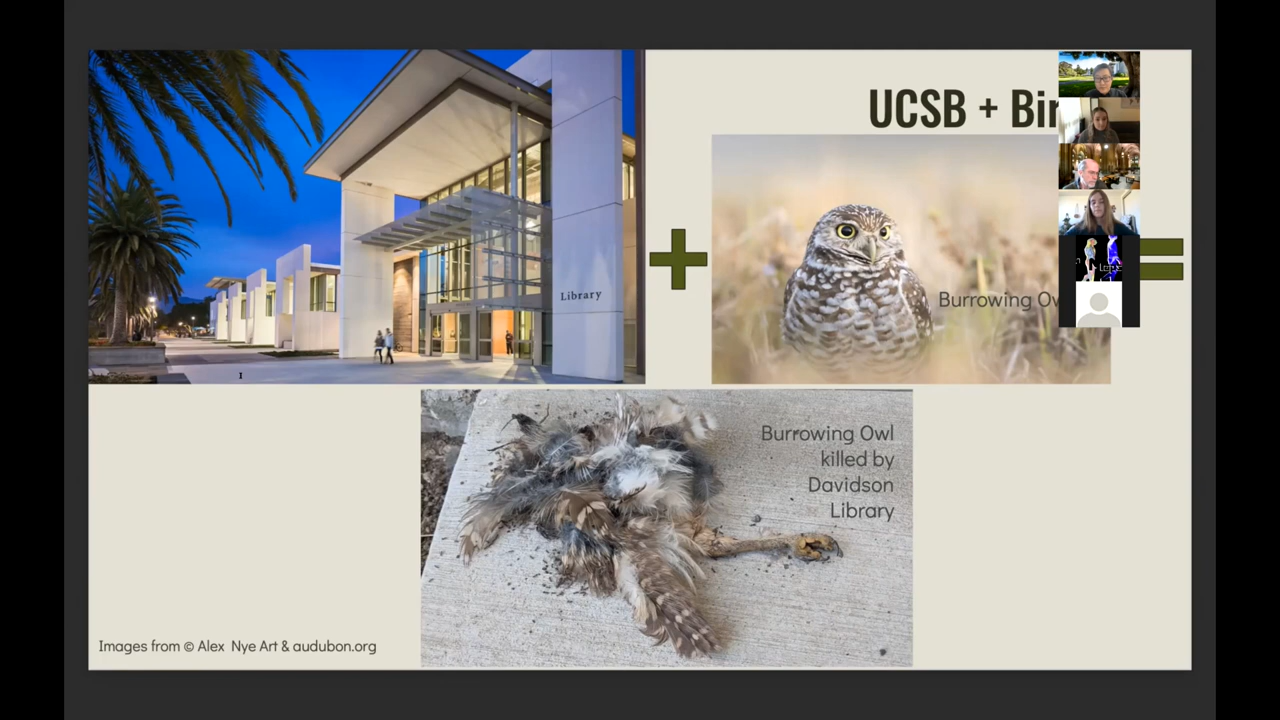 UCSB + Bir
Library
Burrowing Ow
Burrowing Owl
killed by
Davidson
Library
Images from © Alex Nye Art & audubon.org